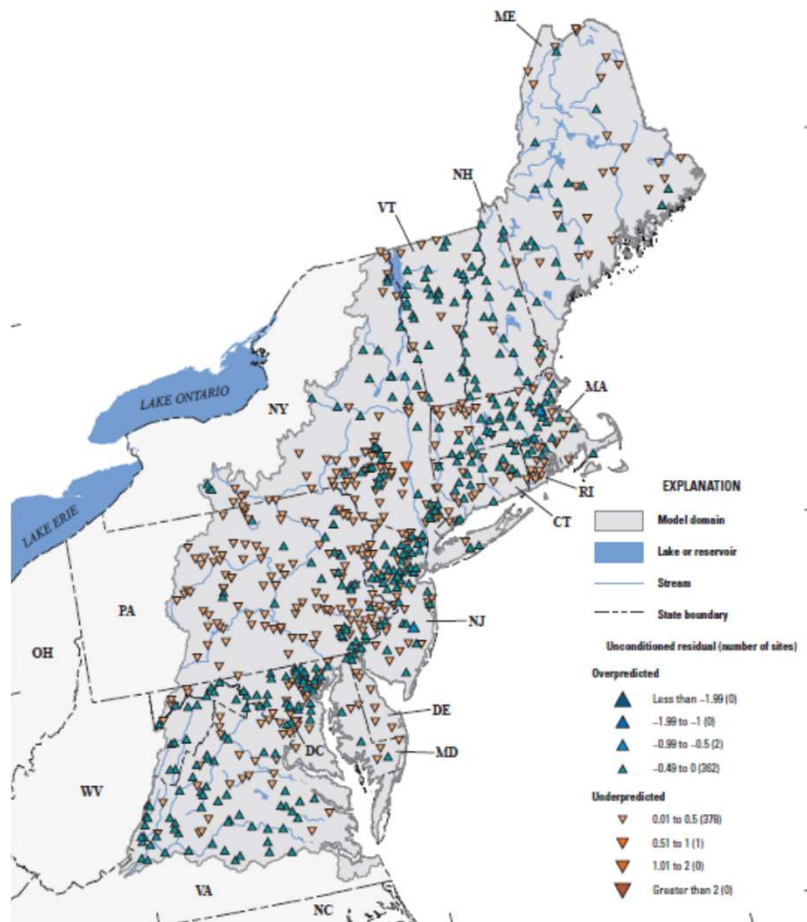 ME
NH
VT
MA
LAKE ONTARIO
NY
RI
EXPLANATION
CT
Model domain
LAKE ERIE
Lake or reservoir
Stream
PA
State boundary
NJ
OH
Unconditioned residual (number of sites)
Overpredicted
Less than −1.99 (0)
DE
−1.99 to −1 (0)
DC
MD
−0.99 to −0.5 (2)
WV
−0.49 to 0 (362)
Underpredicted
0.01 to 0.5 (378)
0.51 to 1 (1)
1.01 to 2 (0)
VA
Greater than 2 (0)
NC